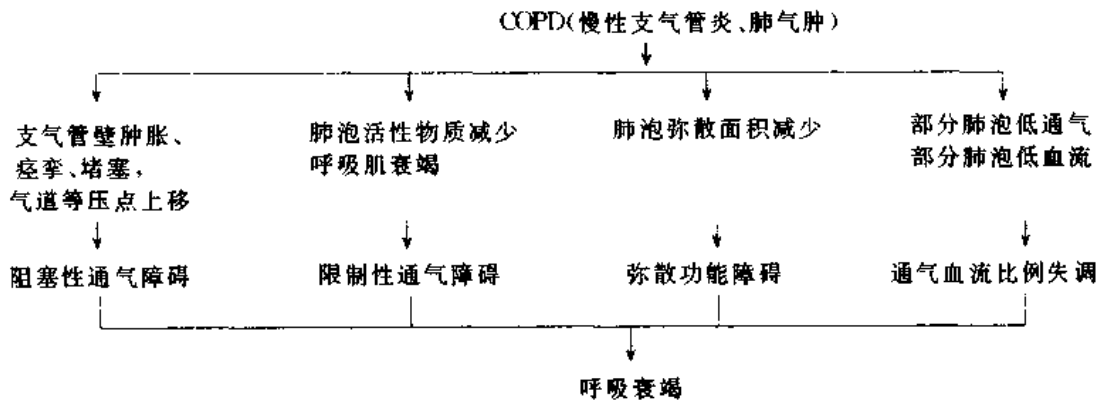 COPD(慢性支气管炎、肺气肿)
支气管壁肿胀、
痉挛、堵塞,
气道等压点上移
肺泡活性物质减少
呼吸肌衰竭
肺泡弥散面积减少
部分肺泡低通气
部分肺泡低血流
阻塞性通气障碍
限制性通气障碍
弥散功能障碍
通气血流比例失调
呼吸衰竭